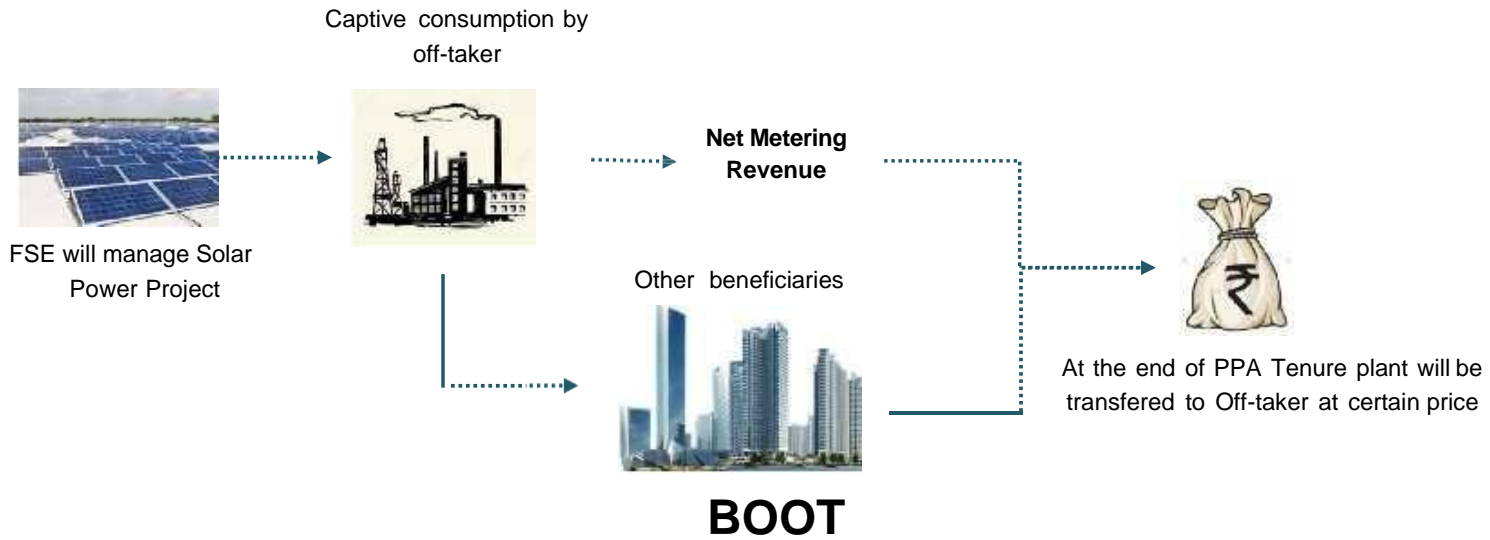 Captive consumption by
off-taker
FSE will manage Solar
Power Project
Net Metering
Revenue
Other beneficiaries
₹
At the end of PPA Tenure plant will be
transfered to Off-taker at certain price
BOOT